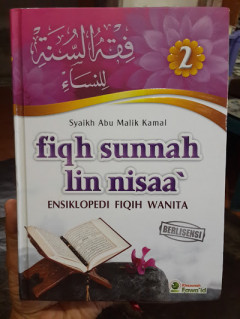 فقه السنة
للنساء
2
Syaikh Abu Malik Kamal
fiqh sunnah
lin nisaa`
ENSIKLOPEDI FIQIH WANITA
BERLISENSI